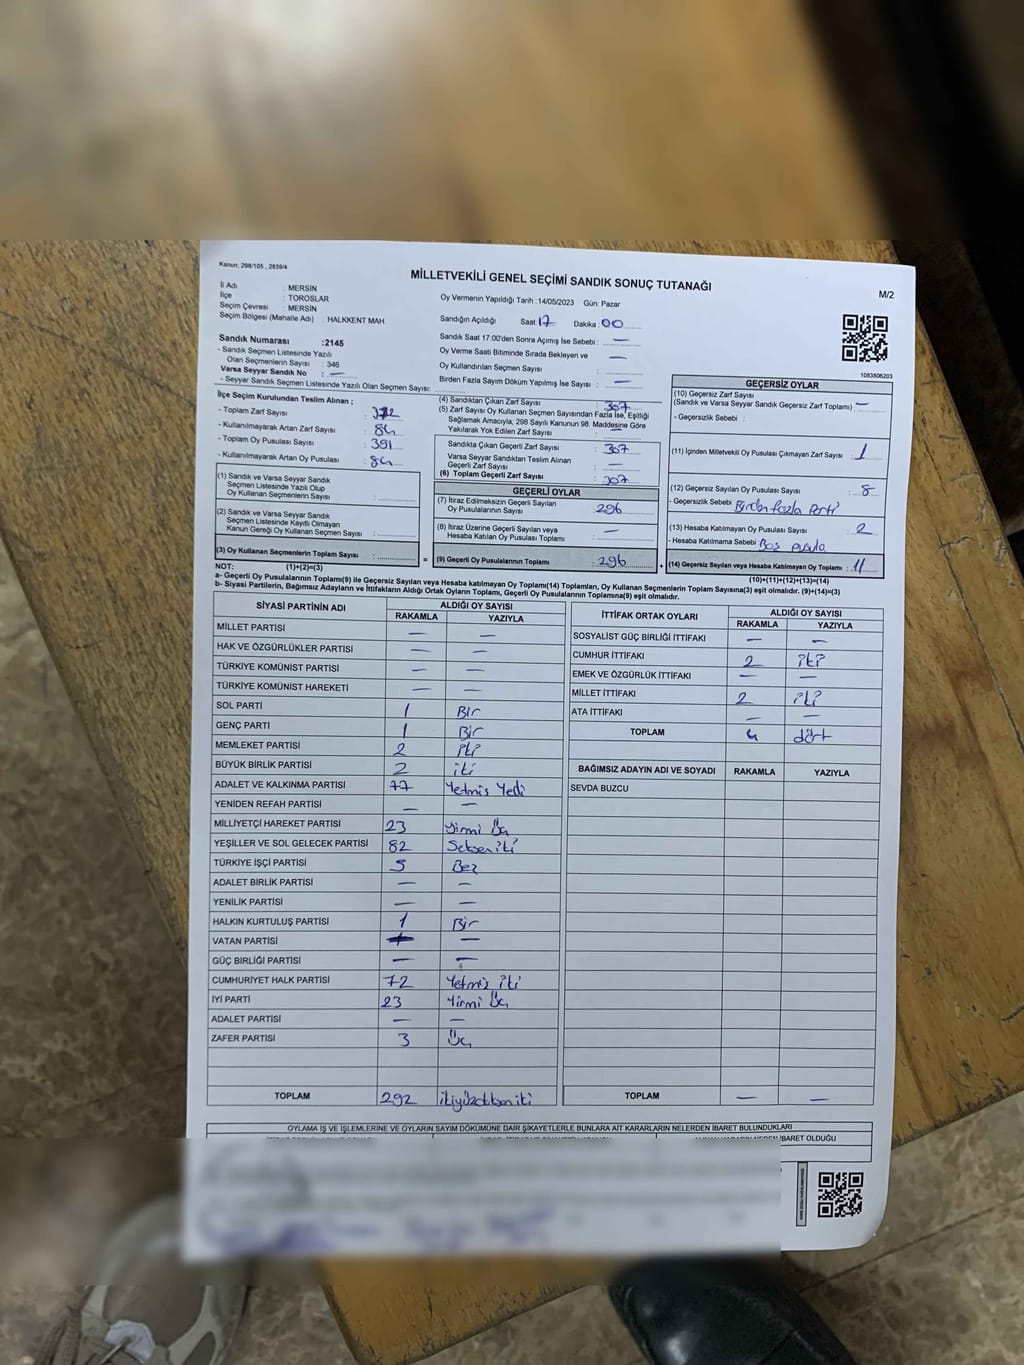 Kanun; 298/105 , 2839/4
MİLLETVEKİLİ GENEL SEÇİMİ SANDIK SONUÇ TUTANAĞI
M/2
İl Adı : MERSİN
İlçe : TOROSLAR
Seçim Çevresi : MERSİN
Seçim Bölgesi (Mahalle Adı) : HALKKENT MAH
Sandık Numarası :2145
- Sandık Seçmen Listesinde Yazılı
Olan Seçmenlerin Sayısı : 346
Varsa Seyyar Sandık No : —
- Seyyar Sandık Seçmen Listesinde Yazılı Olan Seçmen Sayısı:
Oy Vermenin Yapıldığı Tarih :14/05/2023 Gün: Pazar
Sandığın Açıldığı Saat: 17 Dakika : 00
Sandık Saat 17:00'den Sonra Açımış İse Sebebi : —
Oy Verme Saati Bitiminde Sırada Bekleyen ve —
Oy Kullandırılan Seçmen Sayısı :
Birden Fazla Sayım Döküm Yapılmış İse Sayısı : —
1083806203
İlçe Seçim Kurulundan Teslim Alınan ;
- Toplam Zarf Sayısı :
- Kullanılmayarak Artan Zarf Sayısı : 84
- Toplam Oy Pusulası Sayısı : 391
- Kullanılmayarak Artan Oy Pusulası : 84
(1) Sandık ve Varsa Seyyar Sandık
Seçmen Listesinde Yazılı Olup
Oy Kullanan Seçmenlerin Sayısı :
(2) Sandık ve Varsa Seyyar Sandık
Seçmen Listesinde Kayıtlı Olmayan
Kanun Gereği Oy Kullanan Seçmen Sayısı :
(3) Oy Kullanan Seçmenlerin Toplam Sayısı :
(1)+(2)=(3)
(4) Sandıktan Çıkan Zarf Sayısı : 307
(5) Zarf Sayısı Oy Kullanan Seçmen Sayısından Fazla İse, Eşitliği
Sağlamak Amacıyla, 298 Sayılı Kanunun 98. Maddesine Göre
Yakılarak Yok Edilen Zarf Sayısı : —
Sandıkta Çıkan Geçerli Zarf Sayısı : 307
Varsa Seyyar Sandıktan Teslim Alınan
Geçerli Zarf Sayısı : —
(6) Toplam Geçerli Zarf Sayısı : 307
GEÇERLİ OYLAR
(7) İtiraz Edilmeksizin Geçerli Sayılan
Oy Pusulalarının Sayısı : 296
(8) İtiraz Üzerine Geçerli Sayılan veya
Hesaba Katılan Oy Pusulası Toplamı : —
= (9) Geçerli Oy Pusulalarının Toplamı : 296 +
GEÇERSİZ OYLAR
(10) Geçersiz Zarf Sayısı
(Sandık ve Varsa Seyyar Sandık Geçersiz Zarf Toplamı) : —
- Geçersizlik Sebebi :
(11) İçinden Milletvekili Oy Pusulası Çıkmayan Zarf Sayısı : 1
(12) Geçersiz Sayılan Oy Pusulası Sayısı : 8
- Geçersizlik Sebebi : Birden fazla Parti
(13) Hesaba Katılmayan Oy Pusulası Sayısı : 2
- Hesaba Katılmama Sebebi : Boş pusula
(14) Geçersiz Sayılan veya Hesaba Katılmayan Oy Toplamı : 11
(10)+(11)+(12)+(13)=(14)
NOT:
a- Geçerli Oy Pusulalarının Toplamı(9) ile Geçersiz Sayılan veya Hesaba katılmayan Oy Toplamı(14) Toplamları, Oy Kullanan Seçmenlerin Toplam Sayısına(3) eşit olmalıdır. (9)+(14)=(3)
b- Siyasi Partilerin, Bağımsız Adayların ve İttifakların Aldığı Ortak Oyların Toplamı, Geçerli Oy Pusulalarının Toplamına(9) eşit olmalıdır.
SİYASİ PARTİNİN ADI ALDIĞI OY SAYISI
RAKAMLA YAZIYLA
MİLLET PARTİSİ — —
HAK VE ÖZGÜRLÜKLER PARTİSİ — —
TÜRKİYE KOMÜNİST PARTİSİ — —
TÜRKİYE KOMÜNİST HAREKETİ — —
SOL PARTİ 1 Bir
GENÇ PARTİ 1 Bir
MEMLEKET PARTİSİ 2 iki
BÜYÜK BİRLİK PARTİSİ 2 iki
ADALET VE KALKINMA PARTİSİ 77 Yetmiş Yedi
YENİDEN REFAH PARTİSİ — —
MİLLİYETÇİ HAREKET PARTİSİ 23 yirmi Üç
YEŞİLLER VE SOL GELECEK PARTİSİ 82 Seksen iki
TÜRKİYE İŞÇİ PARTİSİ 5 Beş
ADALET BİRLİK PARTİSİ — —
YENİLİK PARTİSİ — —
HALKIN KURTULUŞ PARTİSİ 1 Bir
VATAN PARTİSİ — —
GÜÇ BİRLİĞİ PARTİSİ — —
CUMHURİYET HALK PARTİSİ 72 Yetmiş iki
İYİ PARTİ 23 Yirmi Üç
ADALET PARTİSİ — —
ZAFER PARTİSİ 3 Üç
TOPLAM 292 ikiyüzdoksaniki
İTTİFAK ORTAK OYLARI ALDIĞI OY SAYISI
RAKAMLA YAZIYLA
SOSYALİST GÜÇ BİRLİĞİ İTTİFAKI — —
CUMHUR İTTİFAKI 2 iki
EMEK VE ÖZGÜRLÜK İTTİFAKI — —
MİLLET İTTİFAKI 2 iki
ATA İTTİFAKI — —
TOPLAM 4 dört
BAĞIMSIZ ADAYIN ADI VE SOYADI RAKAMLA YAZIYLA
SEVDA BUZCU
TOPLAM — —
OYLAMA İŞ VE İŞLEMLERİNE VE OYLARIN SAYIM DÖKÜMÜNE DAİR ŞİKAYETLERLE BUNLARA AİT KARARLARIN NELERDEN İBARET BULUNDUKLARI
İBARET OLDUĞU